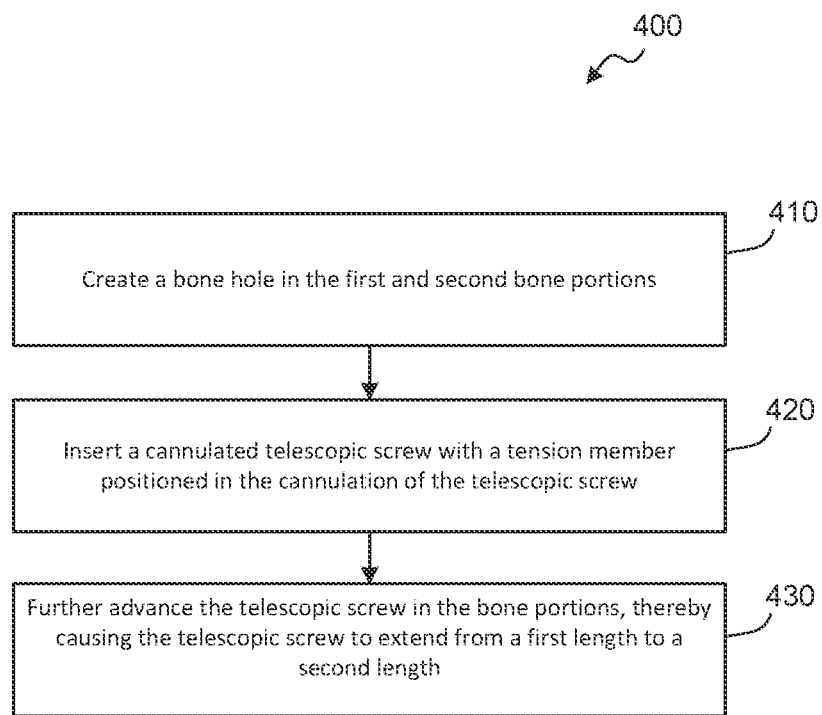 400
410
Create a bone hole in the first and second bone portions
420
Insert a cannulated telescopic screw with a tension member
positioned in the cannulation of the telescopic screw
430
Further advance the telescopic screw in the bone portions, thereby
causing the telescopic screw to extend from a first length to a
second length